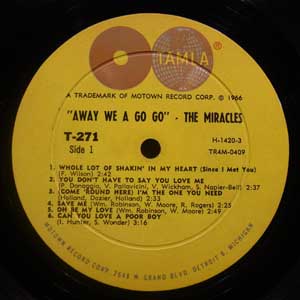 TAMLA
A TRADEMARK OF MOTOWN RECORD CORP. © 1966
"AWAY WE A GO GO" - THE MIRACLES
T-271
H-1420-3
Side 1
TR4M-0409
1. WHOLE LOT OF SHAKIN' IN MY HEART (Since I Met You)
(F. Wilson) 2:42
2. YOU DON'T HAVE TO SAY YOU LOVE ME
(P. Donaggio, V. Pallavicini, V. Wickham, S. Napier-Bell)
3. (COME 'ROUND HERE) I'M THE ONE YOU NEED
(Holland, Dozier, Holland) 2:30
4. SAVE ME (Wm. Robinson, W. Moore, R. Rogers) 2:25
5. OH BE MY LOVE (Wm. Robinson, W. Moore) 2:52
6. CAN YOU LOVE A POOR BOY
(I. Hunter, S. Wonder) 3:16
MOTOWN RECORD CORP. 2648 W. GRAND BLVD. DETROIT 8, MICHIGAN